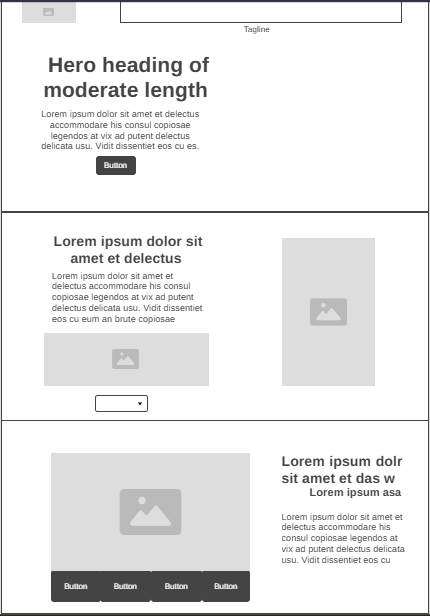 Tagline
Hero heading of
moderate length
Lorem ipsum dolor sit amet et delectus
accommodare his consul copiosae
legendos at vix ad putent delectus
delicata usu. Vidit dissentiet eos cu es.
Button
Lorem ipsum dolor sit
amet et delectus
Lorem ipsum dolor sit amet et
delectus accommodare his consul
copiosae legendos at vix ad putent
delectus delicata usu. Vidit dissentiet
eos cu eum an brute copiosae
Lorem ipsum dolr
sit amet et das w
Lorem ipsum asa
Lorem ipsum dolor sit amet et
delectus accommodare his
consul copiosae legendos at
vix ad putent delectus delicata
usu. Vidit dissentiet eos cu
Button Button Button Button